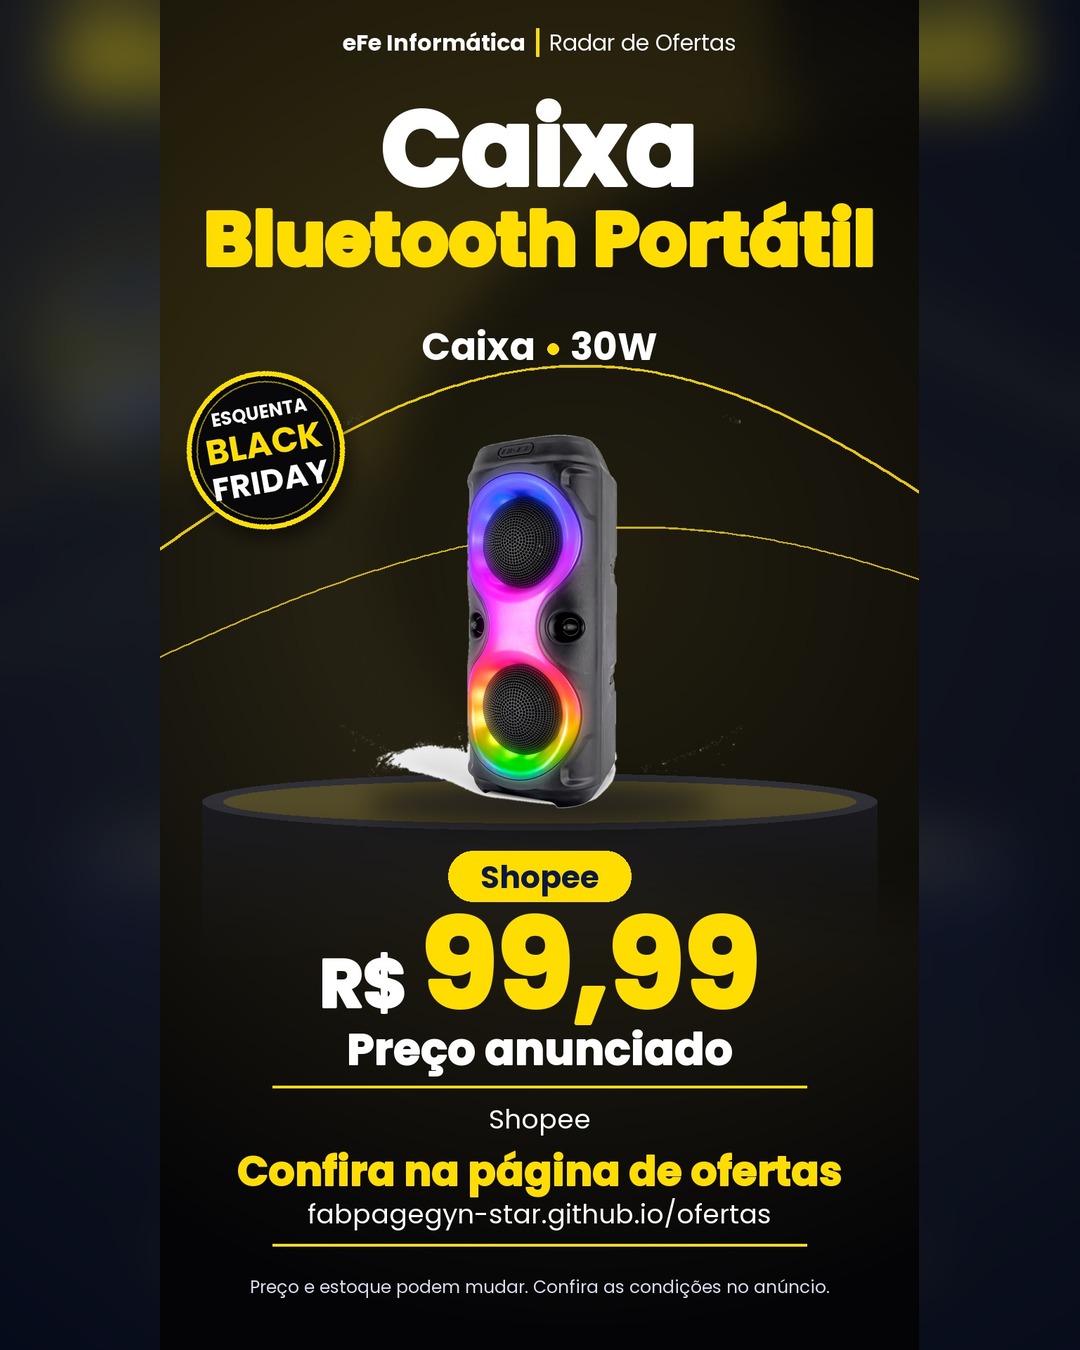 eFe Informática | Radar de Ofertas
Caixa
Bluetooth Portátil
Caixa • 30W
ESQUENTA
BLACK
FRIDAY
Shopee
R$ 99,99
Preço anunciado
Shopee
Confira na página de ofertas
fabpagegyn-star.github.io/ofertas
Preço e estoque podem mudar. Confira as condições no anúncio.